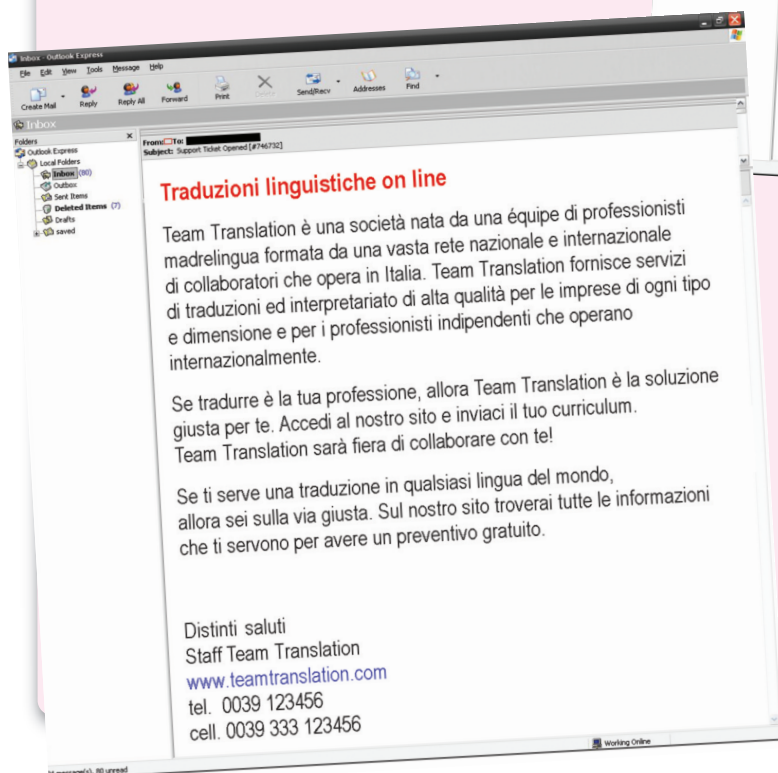 Inbox - Outlook Express
File Edit View Tools Message Help
Create Mail Reply Reply All Forward Print Delete Send/Recv Addresses Find
Inbox
Folders
Outlook Express
Local Folders
Inbox (80)
Outbox
Sent Items
Deleted Items (7)
Drafts
saved
From: To:
Subject: Support Ticket Opened [#746732]
Traduzioni linguistiche on line
Team Translation è una società nata da una équipe di professionisti
madrelingua formata da una vasta rete nazionale e internazionale
di collaboratori che opera in Italia. Team Translation fornisce servizi
di traduzioni ed interpretariato di alta qualità per le imprese di ogni tipo
e dimensione e per i professionisti indipendenti che operano
internazionalmente.
Se tradurre è la tua professione, allora Team Translation è la soluzione
giusta per te. Accedi al nostro sito e inviaci il tuo curriculum.
Team Translation sarà fiera di collaborare con te!
Se ti serve una traduzione in qualsiasi lingua del mondo,
allora sei sulla via giusta. Sul nostro sito troverai tutte le informazioni
che ti servono per avere un preventivo gratuito.
Distinti saluti
Staff Team Translation
www.teamtranslation.com
tel. 0039 123456
cell. 0039 333 123456
Working Online
message(s), 80 unread